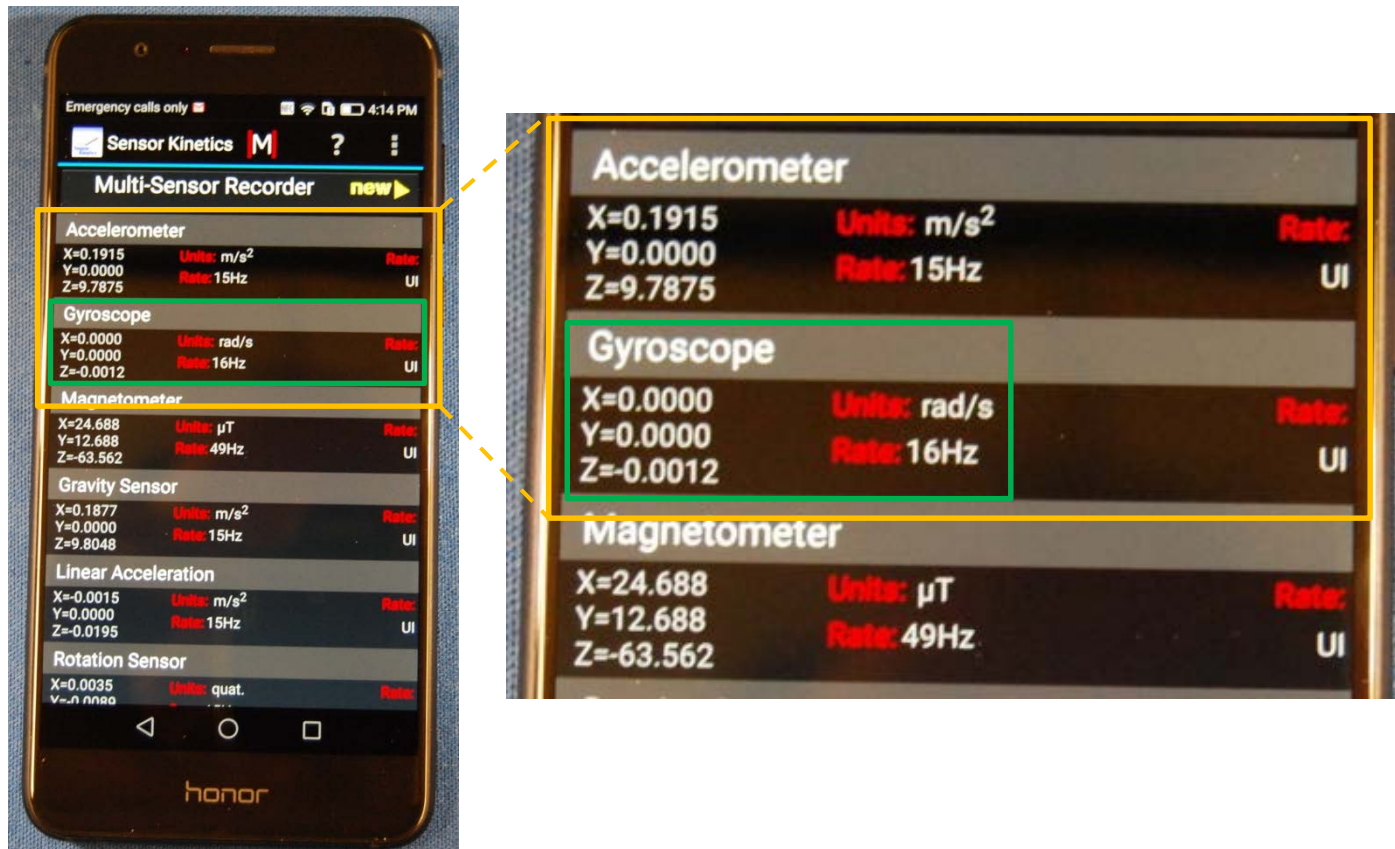 Emergency calls only 4:14 PM
Sensor Kinetics M ?
Multi-Sensor Recorder new
Accelerometer
X=0.1915 Units: m/s² Rate:
Y=0.0000 Rate: 15Hz UI
Z=9.7875
Gyroscope
X=0.0000 Units: rad/s Rate:
Y=0.0000 Rate: 16Hz UI
Z=-0.0012
Magnetometer
X=24.688 Units: µT Rate:
Y=12.688 Rate: 49Hz UI
Z=-63.562
Gravity Sensor
X=0.1877 Units: m/s² Rate:
Y=0.0000 Rate: 15Hz UI
Z=9.8048
Linear Acceleration
X=-0.0015 Units: m/s² Rate:
Y=0.0000 Rate: 15Hz UI
Z=-0.0195
Rotation Sensor
X=0.0035 Units: quat. Rate:
Y=-0.0089
honor
Accelerometer
X=0.1915 Units: m/s² Rate:
Y=0.0000 Rate: 15Hz UI
Z=9.7875
Gyroscope
X=0.0000 Units: rad/s Rate:
Y=0.0000 Rate: 16Hz UI
Z=-0.0012
Magnetometer
X=24.688 Units: µT Rate:
Y=12.688 Rate: 49Hz UI
Z=-63.562